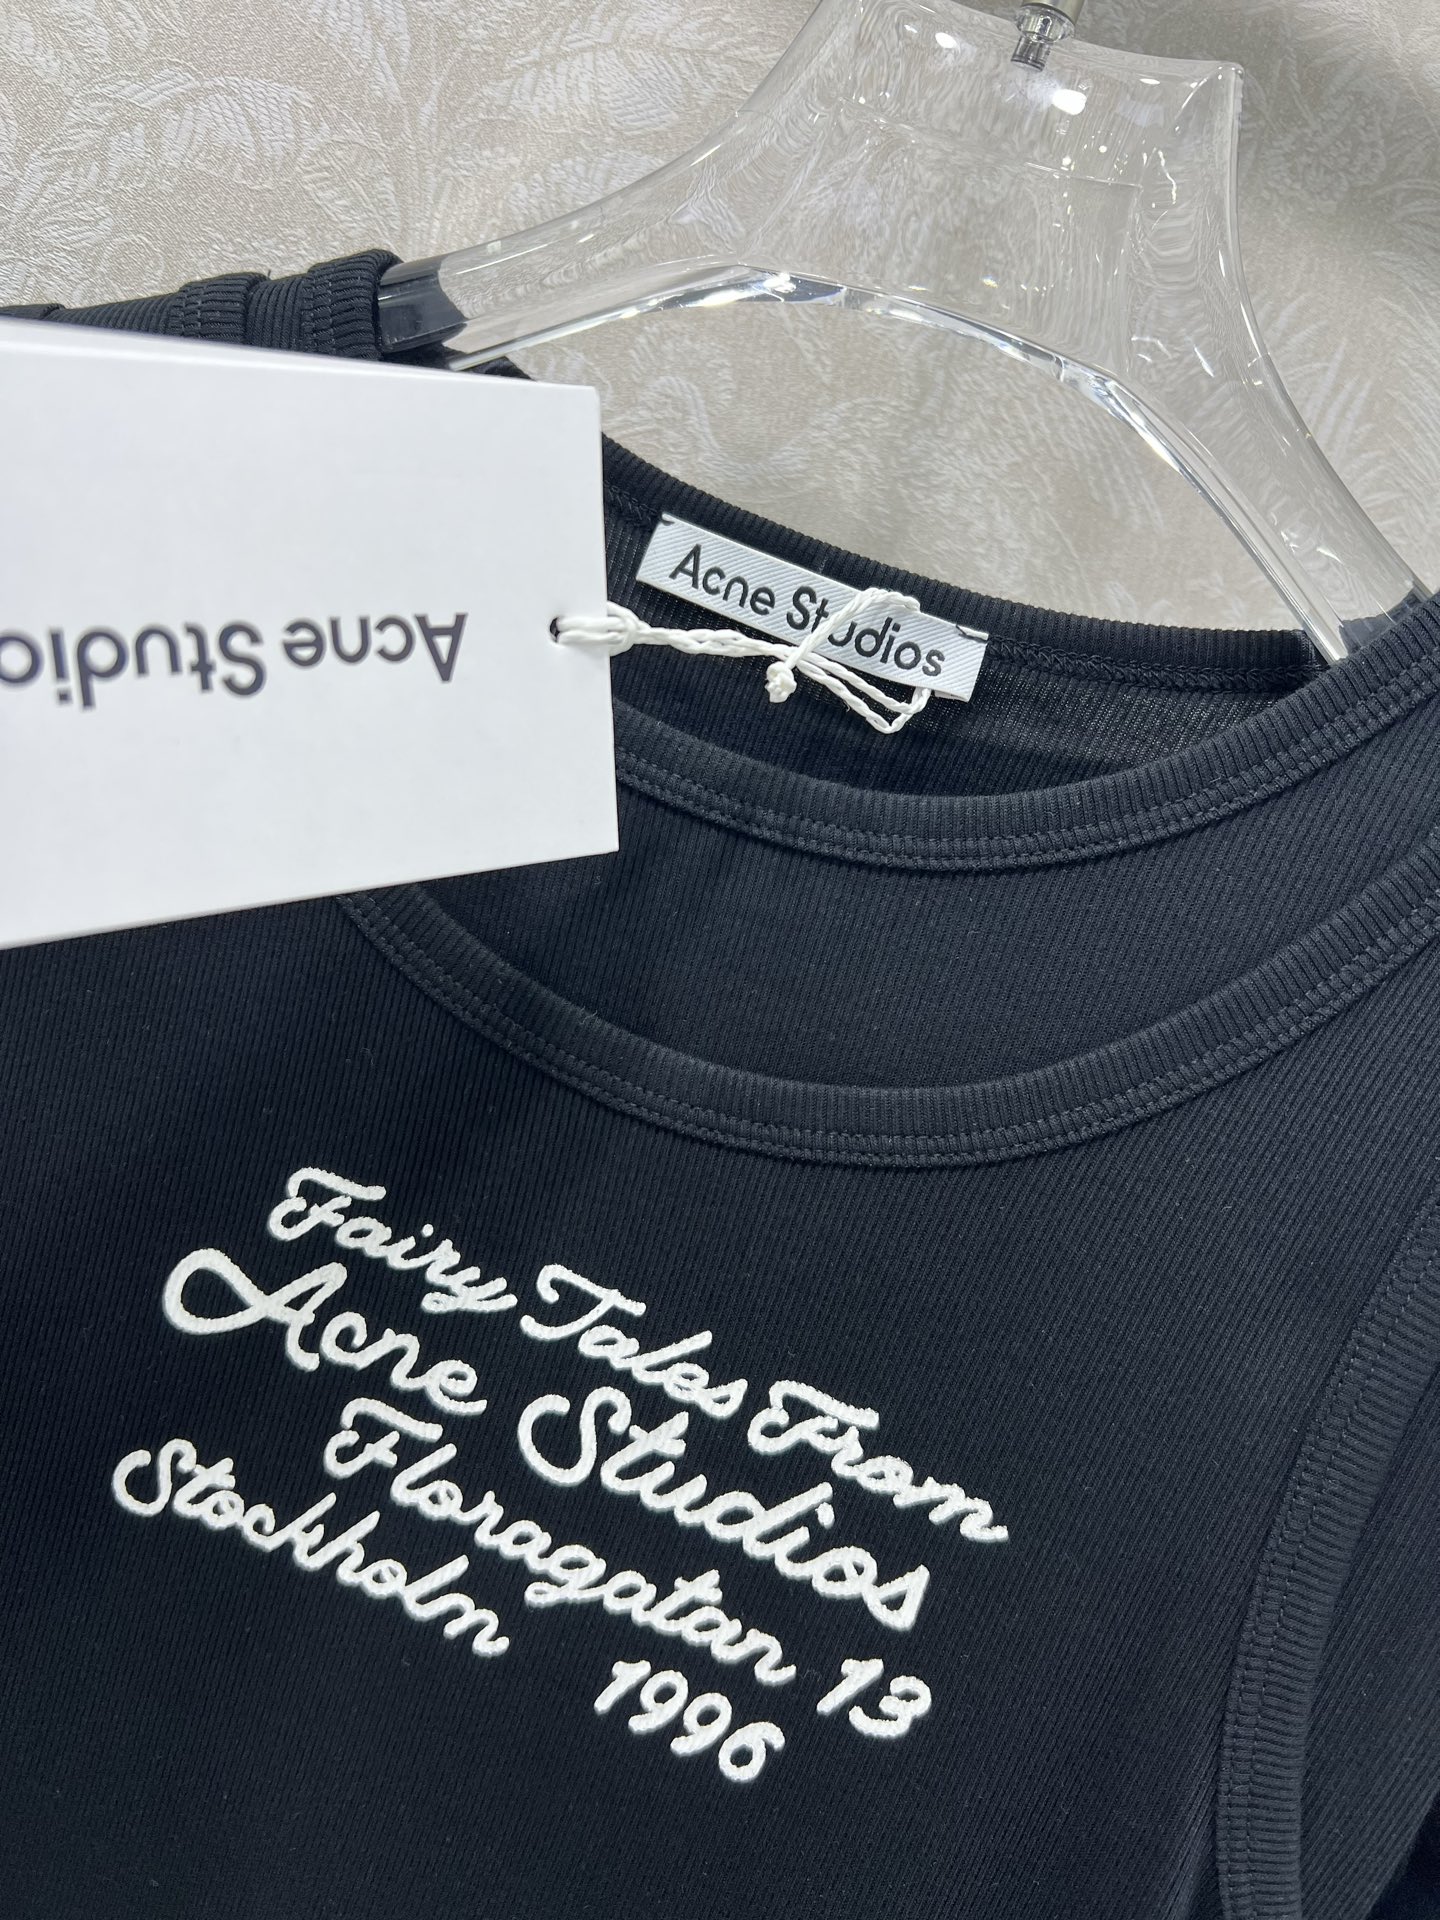 Acne Studios
Acne Studio
Fairy Tales From
Acne Studios
Floragatan 13
Stockholm 1996